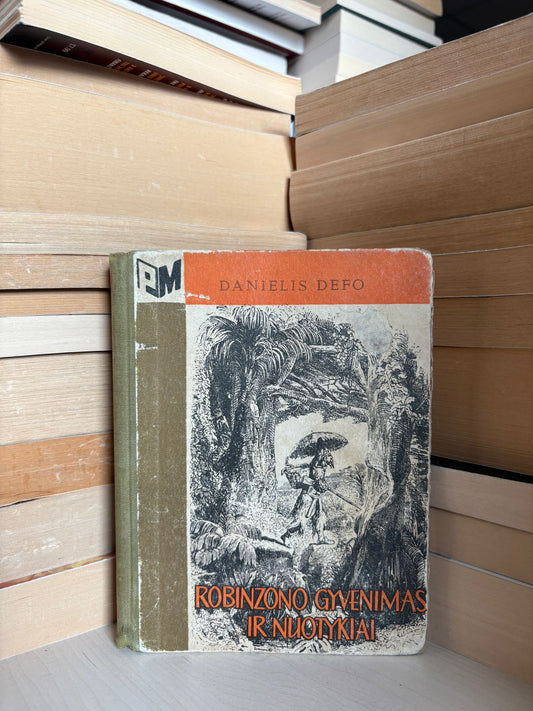 PM
DANIELIS DEFO
ROBINZONO GYVENIMAS
IR NUOTYKIAI